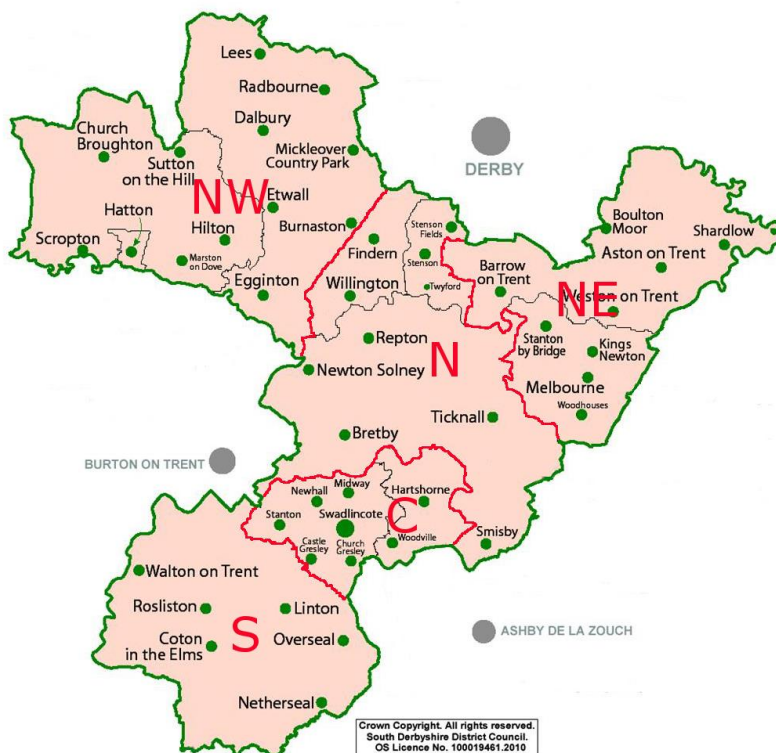 Lees
Radbourne
Dalbury
Church
Broughton
Mickleover
Country Park
Sutton
on the Hill
NW
Etwall
Hatton
Hilton
Burnaston
Scropton
Marston
on Dove
Egginton
DERBY
Stenson
Fields
Findern
Stenson
Willington
Twyford
Boulton
Moor
Shardlow
Aston on Trent
Barrow
on Trent
NE
Weston on Trent
Stanton
by Bridge
Kings
Newton
Melbourne
Woodhouses
Repton
N
Newton Solney
Ticknall
Bretby
BURTON ON TRENT
Midway
Newhall
Hartshorne
Stanton
Swadlincote
C
Castle
Gresley
Church
Gresley
Woodville
Smisby
Walton on Trent
Rosliston
Linton
S
Coton
in the Elms
Overseal
ASHBY DE LA ZOUCH
Netherseal
Crown Copyright. All rights reserved.
South Derbyshire District Council.
OS Licence No. 100019461.2010